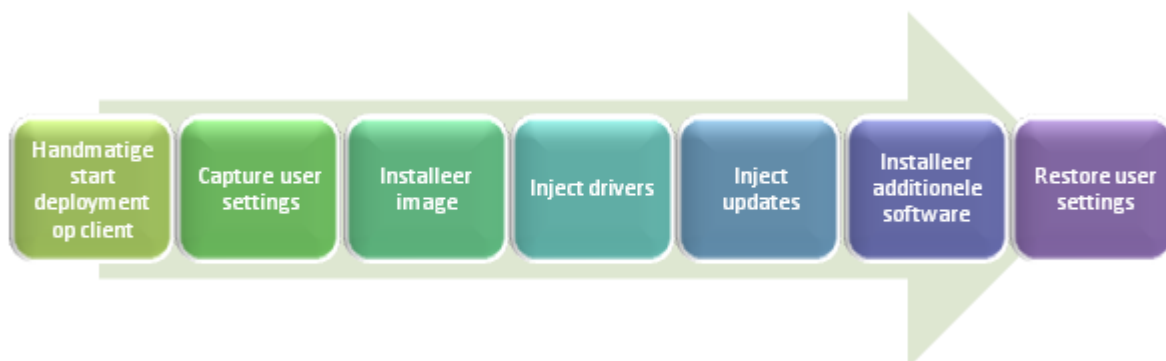 Handmatige
start
deployment
op client
Capture user
settings
Installeer
image
Inject drivers
Inject
updates
Installeer
additionele
software
Restore user
settings